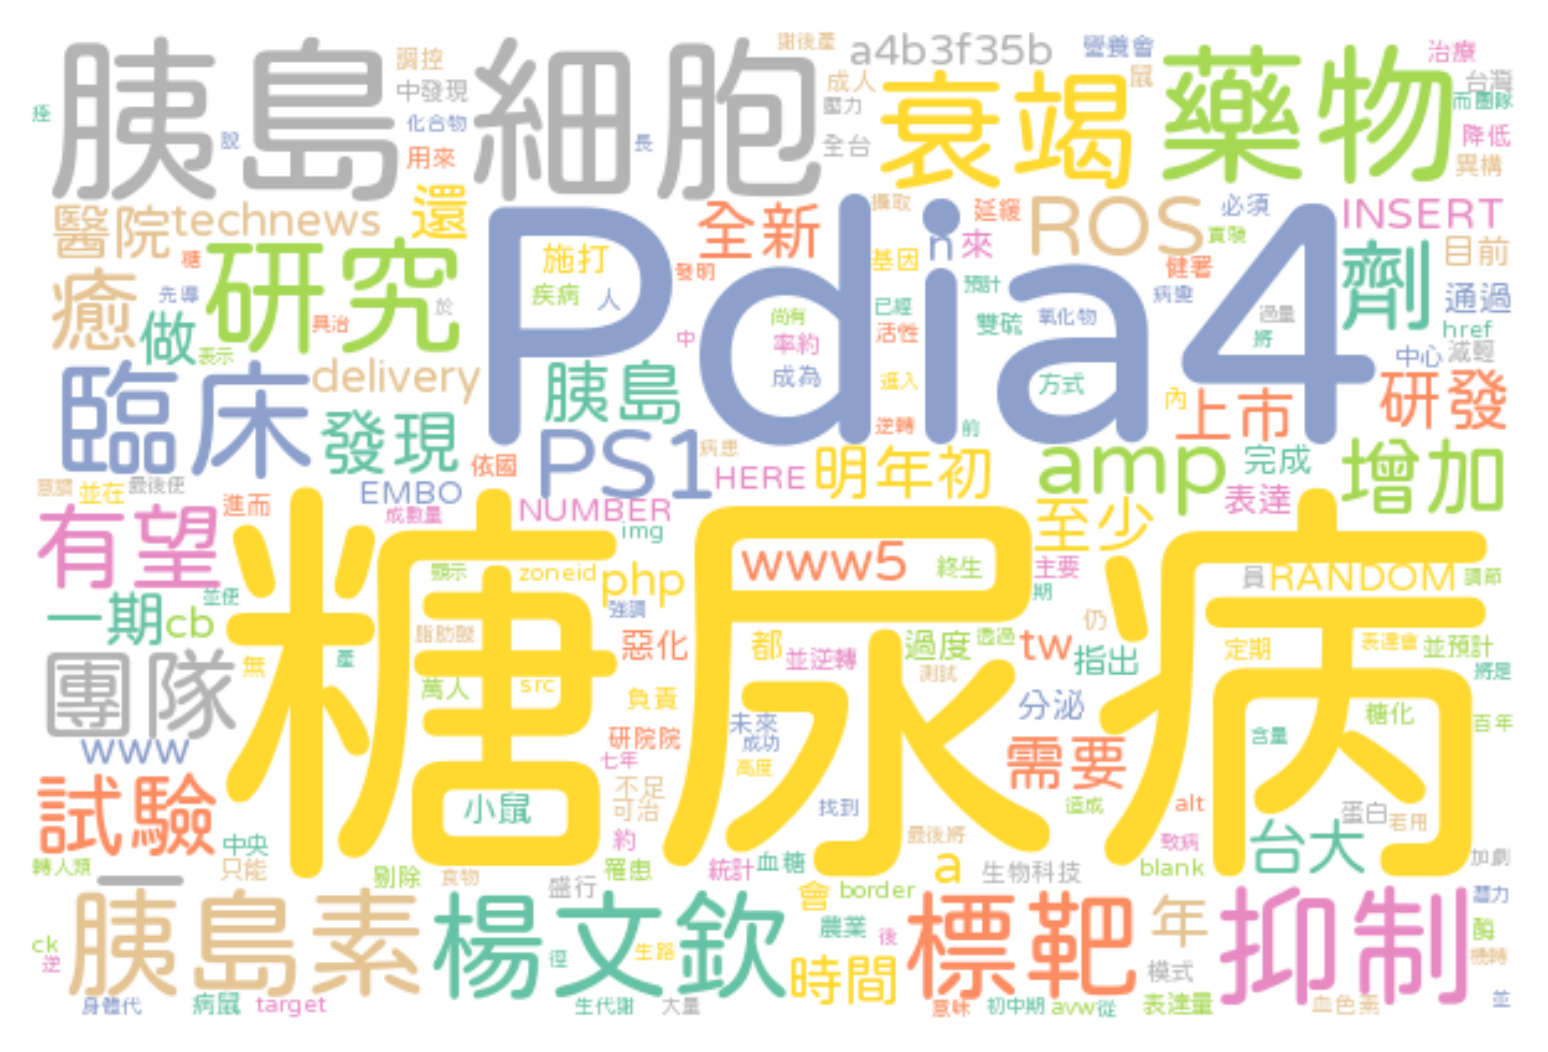 謝後產
a4b3f35b
營養會
調控
胰島細胞
成人
鼠
治療
台灣
中發現
壓力
衰竭
藥物
而團隊
痊
化合物
說
長
全台
降低
用來
異構
醫院
technews
還
Pdia4
全新
攝取
延緩
ROS
必須
INSERT
n
來
實驗
糖
研究
施打
發明
基因
健署
劑
目前
癒
先導
疾病
人
已經
預計
病變
通過
於
具治
尚有
雙硫
氧化物
過量
做
表示
中
率約
活性
將
href
臨床
delivery
胰島
成為
進入
方式
中心
減輕
內
上市
研發
發現
逆轉
前
PS1
病患
依國
HERE
明年初
amp
完成
增加
意謂
並在
最後使
EMBO
表達
有望
進而
成數量
NUMBER
img
至少
糖尿病
www5
顯示
zoneid
php
終生
主要
員
RANDOM
調節
一期
並使
cb
強調
期
脂肪酸
惡化
都
並逆轉
過度
透過
仍
tw
指出
定期
表達會
並預計
團隊
無
產
萬人
src
負責
測試
分泌
將是
糖化
www
研院院
未來
成功
含量
百年
試驗
七年
高度
需要
小鼠
不足
可治
找到
造成
alt
蛋白
若用
中央
約
最後將
致病
台大
轉人類
只能
剔除
食物
罹患
統計
血糖
a
生物科技
blank
加劇
盛行
會
border
胰島素
楊文欽
標靶
年
抑制
潛力
農業
後
酶
ck
逆
徑
生路
時間
模式
機轉
身體代
病鼠
target
生代謝
大量
意味
初中期
avw從
表達量
血色素
並